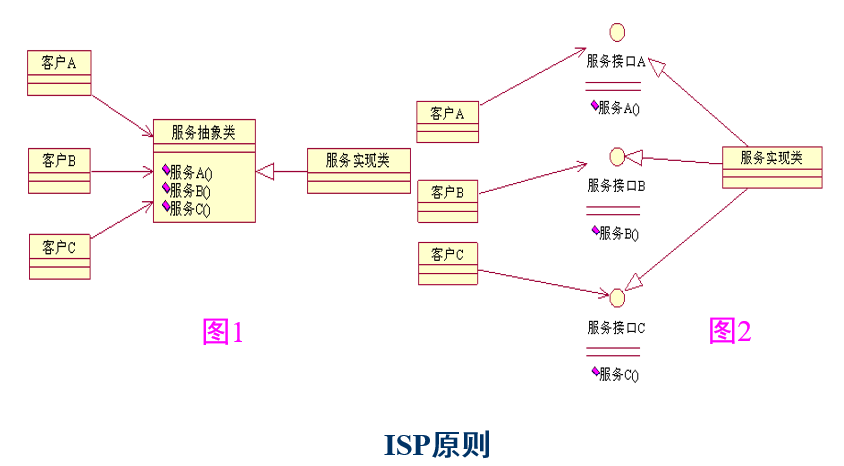 客户A
客户B
客户C
服务抽象类
服务A()
服务B()
服务C()
服务实现类
图1
客户A
客户B
客户C
服务接口A
服务A()
服务接口B
服务B()
服务接口C
服务C()
服务实现类
图2
ISP原则